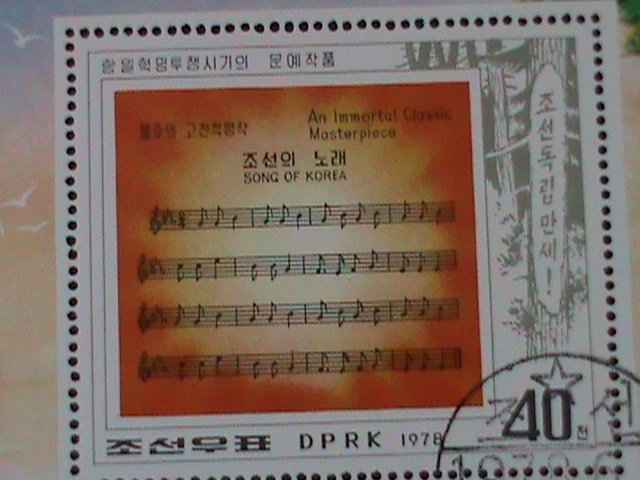 항일혁명투쟁시기의 문예작품
불후의 고전적명작
An Immortal Classic
Masterpiece
조선의 노래
SONG OF KOREA
조선독립만세!
40전
조선우표 DPRK 1978